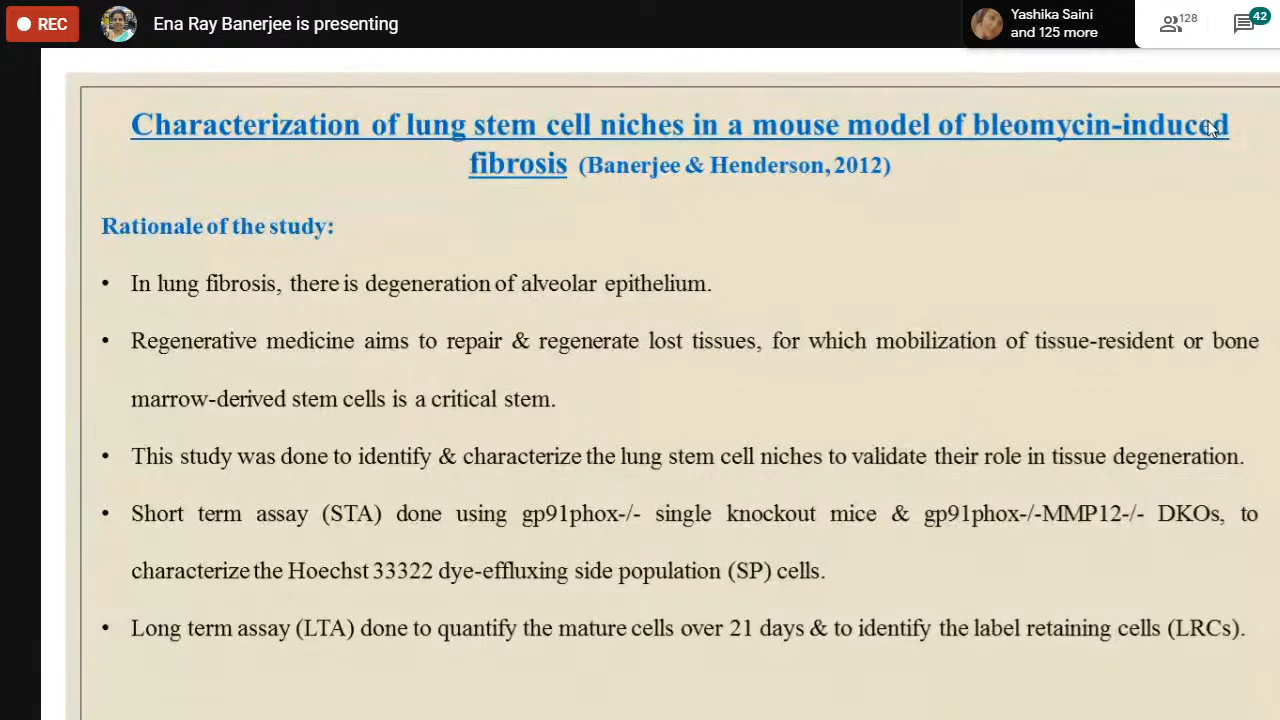 REC
Ena Ray Banerjee is presenting
Yashika Saini
and 125 more
128
42
Characterization of lung stem cell niches in a mouse model of bleomycin-induced
fibrosis (Banerjee & Henderson, 2012)
Rationale of the study:
• In lung fibrosis, there is degeneration of alveolar epithelium.
• Regenerative medicine aims to repair & regenerate lost tissues, for which mobilization of tissue-resident or bone
marrow-derived stem cells is a critical stem.
• This study was done to identify & characterize the lung stem cell niches to validate their role in tissue degeneration.
• Short term assay (STA) done using gp91phox-/- single knockout mice & gp91phox-/-MMP12-/- DKOs, to
characterize the Hoechst 33322 dye-effluxing side population (SP) cells.
• Long term assay (LTA) done to quantify the mature cells over 21 days & to identify the label retaining cells (LRCs).